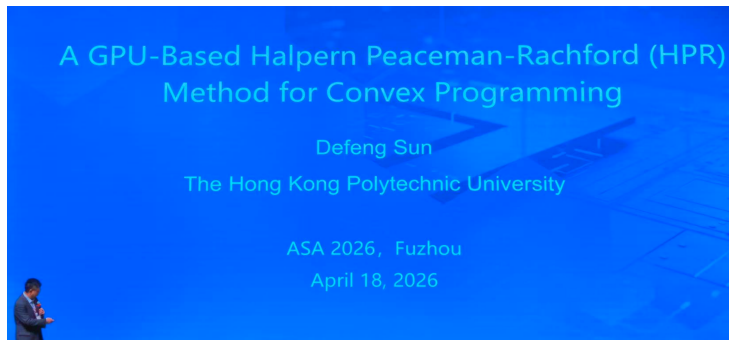 A GPU-Based Halpern Peaceman-Rachford (HPR)
Method for Convex Programming
Defeng Sun
The Hong Kong Polytechnic University
ASA 2026，Fuzhou
April 18, 2026